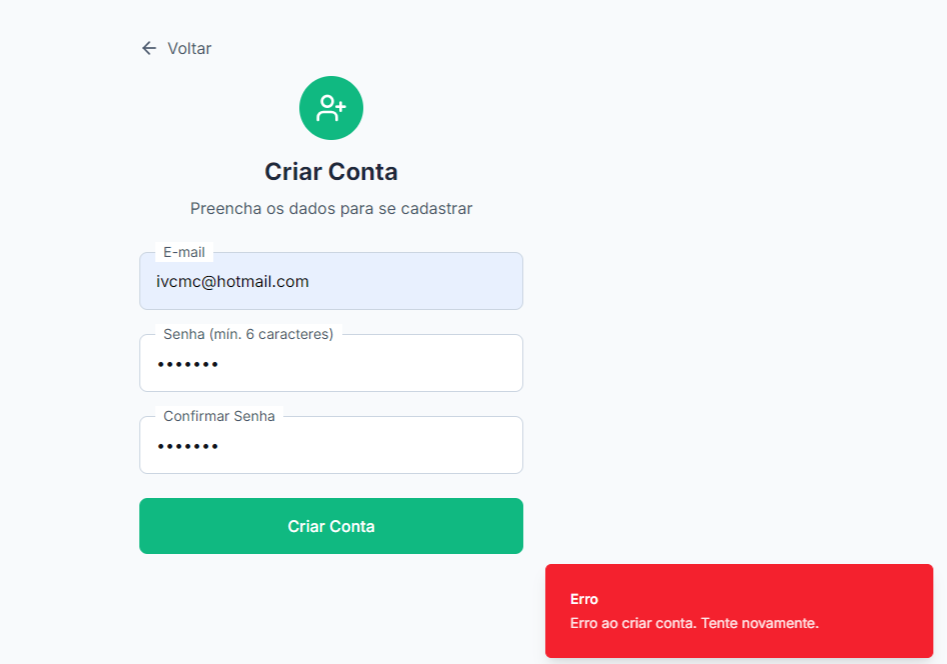 Voltar
Criar Conta
Preencha os dados para se cadastrar
E-mail
ivcmc@hotmail.com
Senha (mín. 6 caracteres)
•••••••
Confirmar Senha
•••••••
Criar Conta
Erro
Erro ao criar conta. Tente novamente.